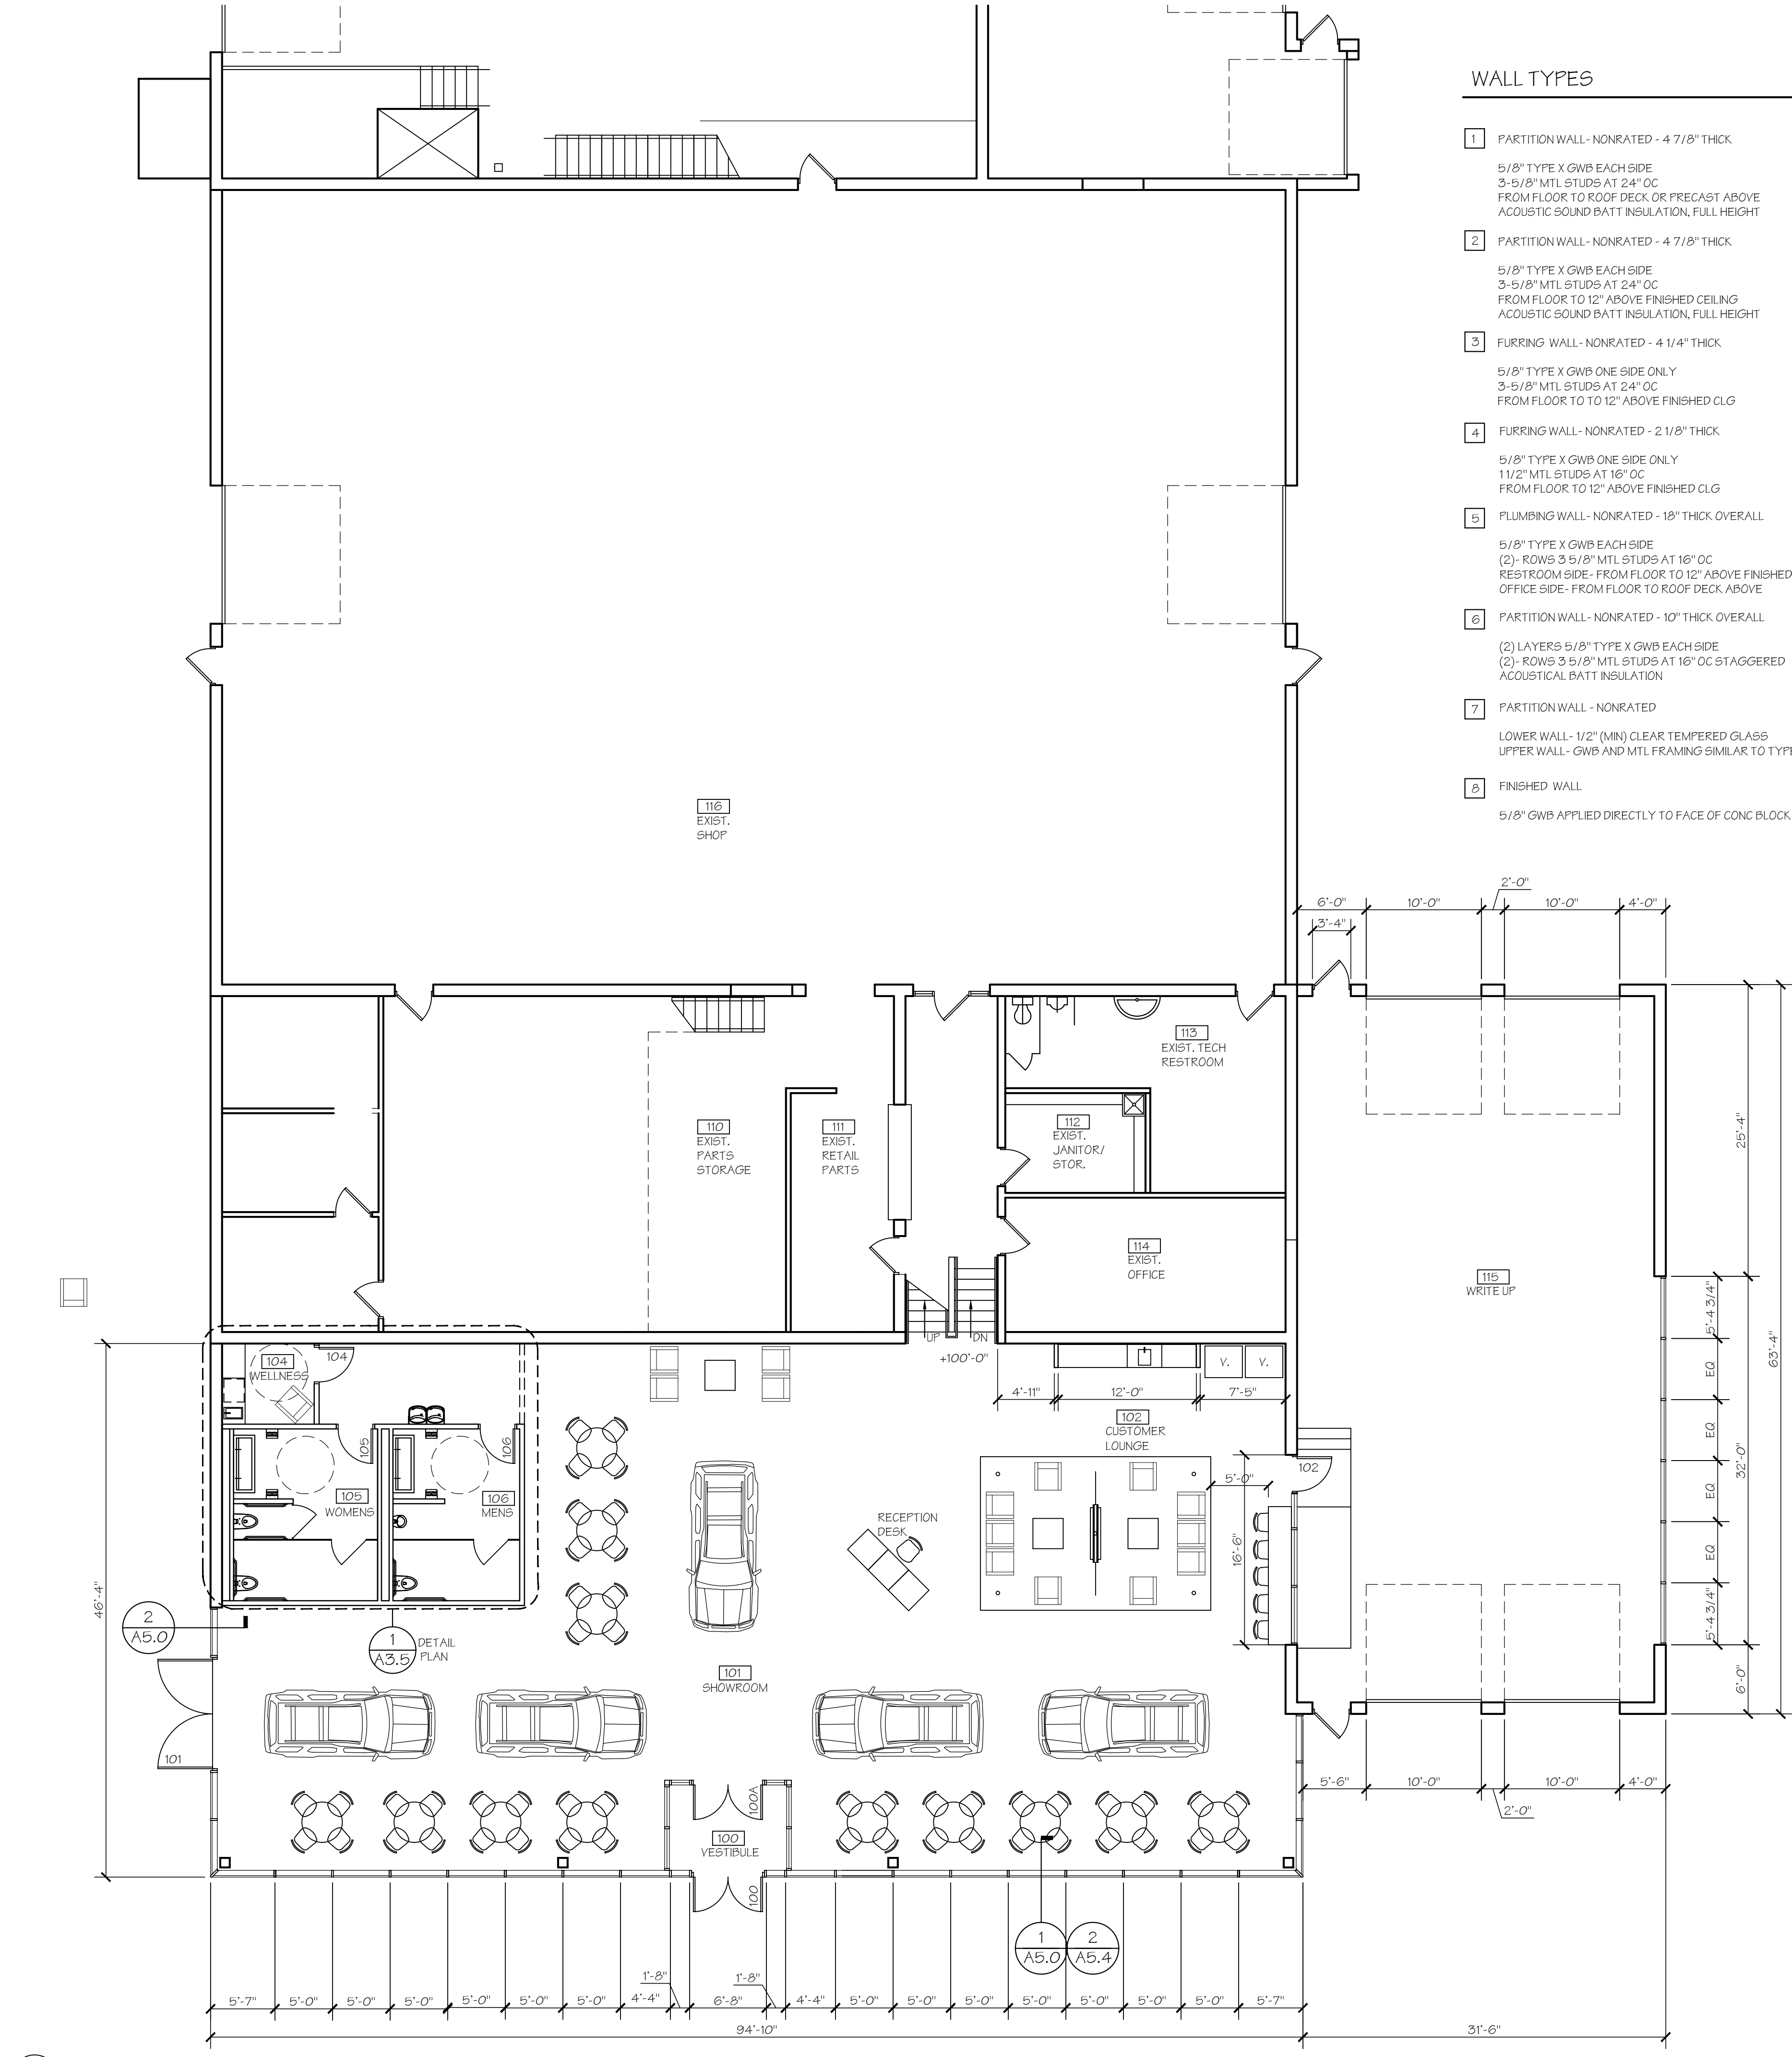 WALL TYPES
1 PARTITION WALL- NONRATED - 4 7/8" THICK
5/8" TYPE X GWB EACH SIDE
3-5/8" MTL STUDS AT 24" OC
FROM FLOOR TO ROOF DECK OR PRECAST ABOVE
ACOUSTIC SOUND BATT INSULATION, FULL HEIGHT
2 PARTITION WALL- NONRATED - 4 7/8" THICK
5/8" TYPE X GWB EACH SIDE
3-5/8" MTL STUDS AT 24" OC
FROM FLOOR TO 12" ABOVE FINISHED CEILING
ACOUSTIC SOUND BATT INSULATION, FULL HEIGHT
3 FURRING WALL- NONRATED - 4 1/4" THICK
5/8" TYPE X GWB ONE SIDE ONLY
3-5/8" MTL STUDS AT 24" OC
FROM FLOOR TO TO 12" ABOVE FINISHED CLG
4 FURRING WALL- NONRATED - 2 1/8" THICK
5/8" TYPE X GWB ONE SIDE ONLY
1 1/2" MTL STUDS AT 16" OC
FROM FLOOR TO 12" ABOVE FINISHED CLG
5 PLUMBING WALL- NONRATED - 18" THICK OVERALL
5/8" TYPE X GWB EACH SIDE
(2)- ROWS 3 5/8" MTL STUDS AT 16" OC
RESTROOM SIDE- FROM FLOOR TO 12" ABOVE FINISHED
OFFICE SIDE- FROM FLOOR TO ROOF DECK ABOVE
6 PARTITION WALL- NONRATED - 10" THICK OVERALL
(2) LAYERS 5/8" TYPE X GWB EACH SIDE
(2)- ROWS 3 5/8" MTL STUDS AT 16" OC STAGGERED
ACOUSTICAL BATT INSULATION
7 PARTITION WALL - NONRATED
LOWER WALL- 1/2" (MIN) CLEAR TEMPERED GLASS
UPPER WALL- GWB AND MTL FRAMING SIMILAR TO TYPE
8 FINISHED WALL
5/8" GWB APPLIED DIRECTLY TO FACE OF CONC BLOCK
116
EXIST.
SHOP
2'-0"
6'-0" 10'-0" 10'-0" 4'-0"
3'-4"
113
EXIST. TECH
RESTROOM
110
EXIST.
PARTS
STORAGE
111
EXIST.
RETAIL
PARTS
112
EXIST.
JANITOR/
STOR.
25'-4"
63'-4"
114
EXIST.
OFFICE
115
WRITE UP
5'-4 3/4"
EQ
EQ
EQ
EQ
5'-4 3/4"
32'-0"
6'-0"
UP DN
+100'-0"
V. V.
4'-11" 12'-0" 7'-5"
102
CUSTOMER
LOUNGE
104
WELLNESS
104
105
106
105
WOMENS
106
MENS
102
5'-0"
16'-6"
RECEPTION
DESK
46'-4"
2
A5.0
1
A3.5
DETAIL
PLAN
101
SHOWROOM
101
100A
100
VESTIBULE
100
5'-6" 10'-0" 10'-0" 4'-0"
2'-0"
1
A5.0
2
A5.4
1'-8" 1'-8"
5'-7" 5'-0" 5'-0" 5'-0" 5'-0" 5'-0" 5'-0" 4'-4" 6'-8" 4'-4" 5'-0" 5'-0" 5'-0" 5'-0" 5'-0" 5'-0" 5'-0" 5'-7"
94'-10" 31'-6"